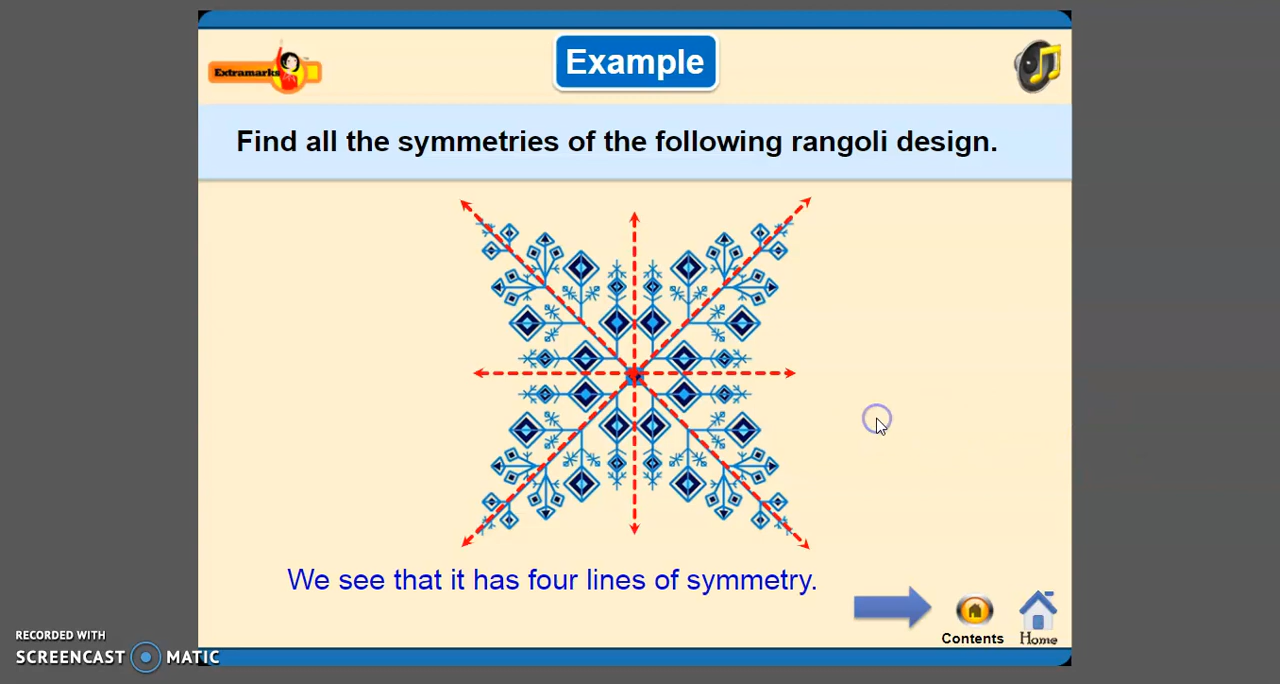 Extramarks
Example
Find all the symmetries of the following rangoli design.
We see that it has four lines of symmetry.
Contents
Home
RECORDED WITH
SCREENCAST MATIC